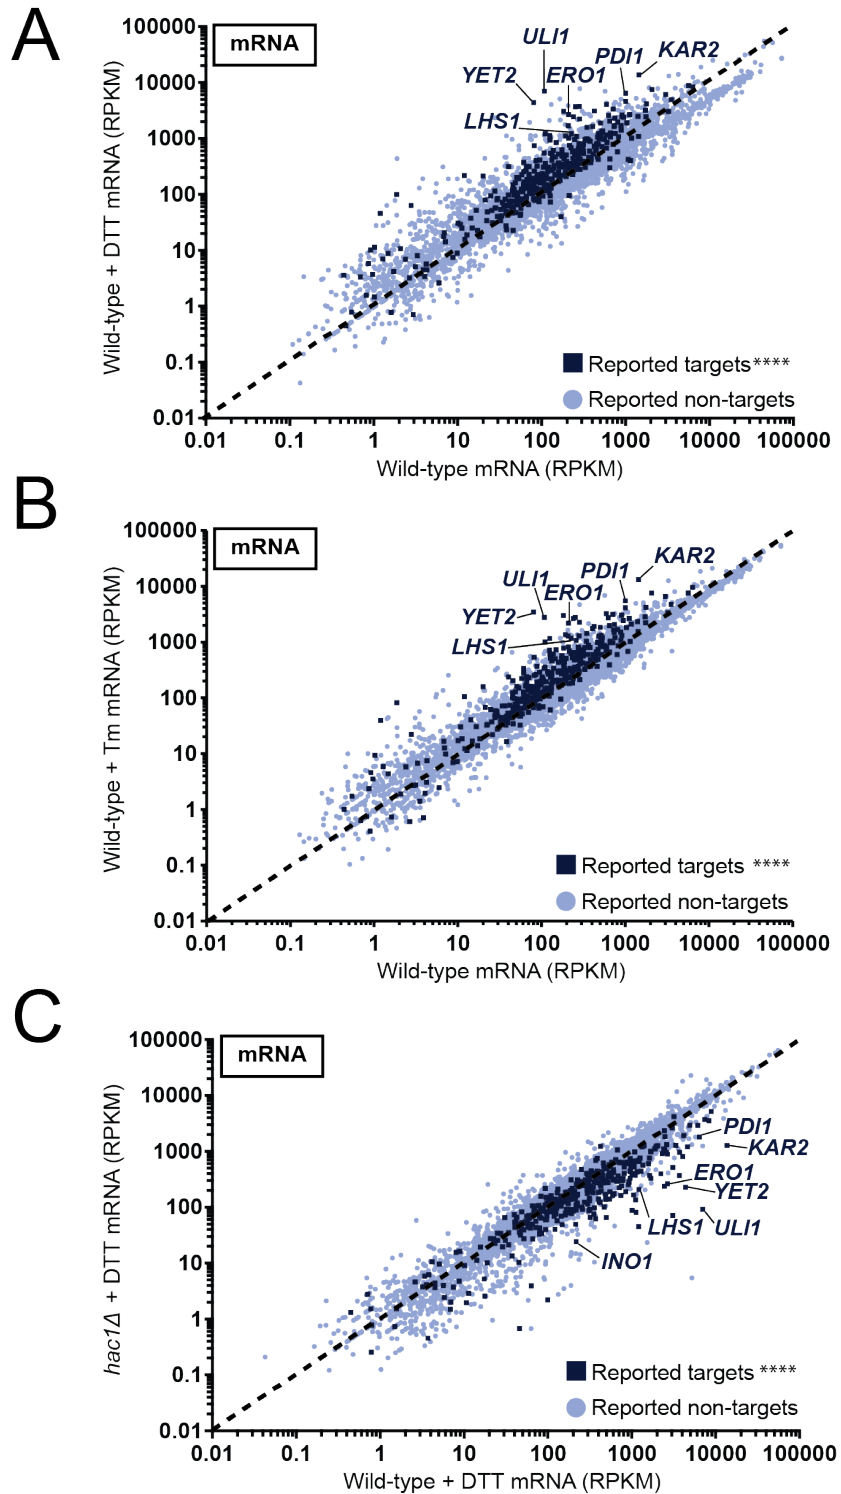 A
mRNA
Wild-type + DTT mRNA (RPKM)
100000
10000
1000
100
10
1
0.1
0.01
ULI1
YET2
ERO1
PDI1
KAR2
LHS1
Reported targets****
Reported non-targets
0.01 0.1 1 10 100 1000 10000 100000
Wild-type mRNA (RPKM)
B
mRNA
Wild-type + Tm mRNA (RPKM)
100000
10000
1000
100
10
1
0.1
0.01
ULI1
YET2
ERO1
PDI1
KAR2
LHS1
Reported targets ****
Reported non-targets
0.01 0.1 1 10 100 1000 10000 100000
Wild-type mRNA (RPKM)
C
mRNA
hac1Δ + DTT mRNA (RPKM)
100000
10000
1000
100
10
1
0.1
0.01
PDI1
KAR2
ERO1
YET2
LHS1
ULI1
INO1
Reported targets ****
Reported non-targets
0.01 0.1 1 10 100 1000 10000 100000
Wild-type + DTT mRNA (RPKM)